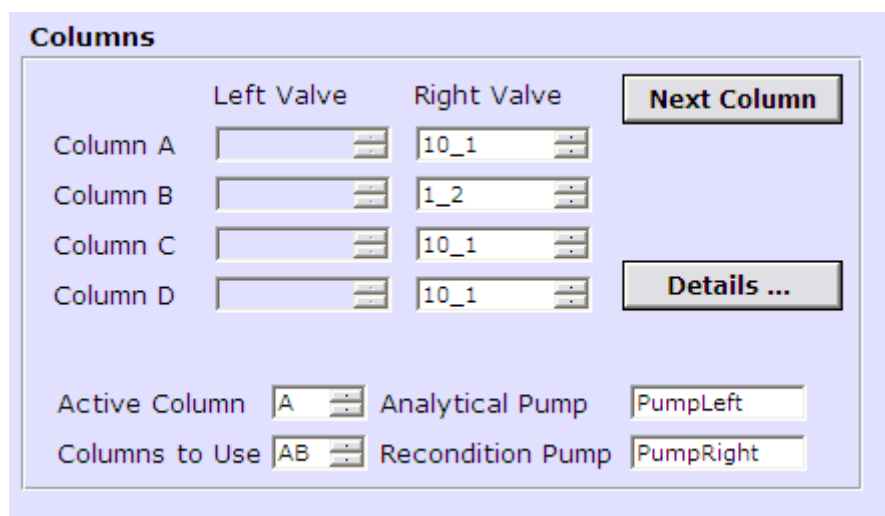 Columns
Left Valve Right Valve Next Column
Column A 10_1
Column B 1_2
Column C 10_1
Column D 10_1
Details ...
Active Column A Analytical Pump PumpLeft
Columns to Use AB Recondition Pump PumpRight